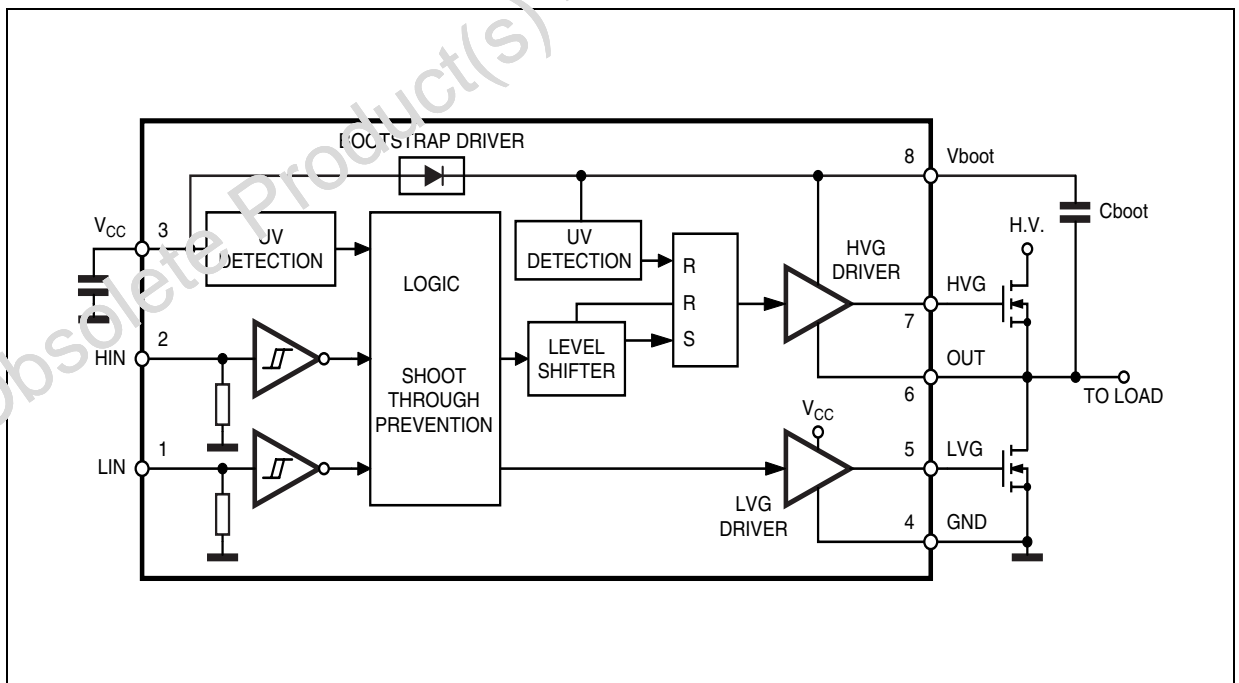 Obsolete Product(s)
BOOTSTRAP DRIVER
8
Vboot
VCC
3
UV
DETECTION
LOGIC
SHOOT
THROUGH
PREVENTION
UV
DETECTION
R
R
S
HVG
DRIVER
H.V.
Cboot
HVG
7
HIN
2
LEVEL
SHIFTER
OUT
6
TO LOAD
LIN
1
VCC
5
LVG
LVG
DRIVER
4
GND